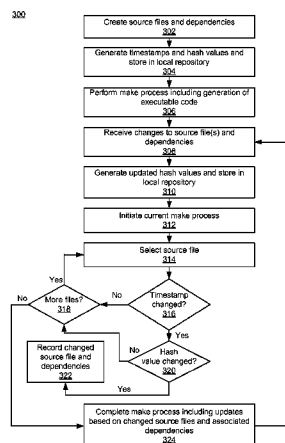 300
Create source files and dependencies
302
Generate timestamps and hash values and
store in local repository
304
Perform make process including generation of
executable code
306
Receive changes to source file(s) and
dependencies
308
Generate updated hash values and store in
local repository
310
Initiate current make process
312
Select source file
314
Yes
No
More files?
318
No
Timestamp
changed?
316
Yes
Record changed
source file and
dependencies
322
No
Hash
value changed?
320
Yes
Complete make process including updates
based on changed source files and associated
dependencies
324